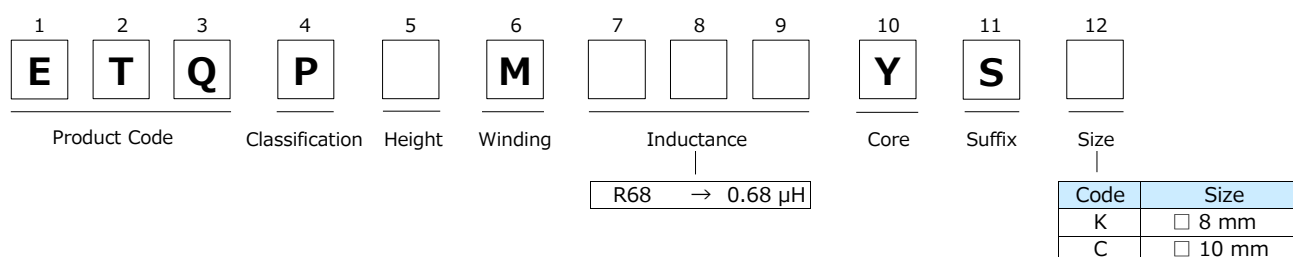 1 2 3 4 5 6 7 8 9 10 11 12
E T Q P M Y S
Product Code Classification Height Winding Inductance Core Suffix Size
R68 → 0.68 μH
Code Size
K □ 8 mm
C □ 10 mm